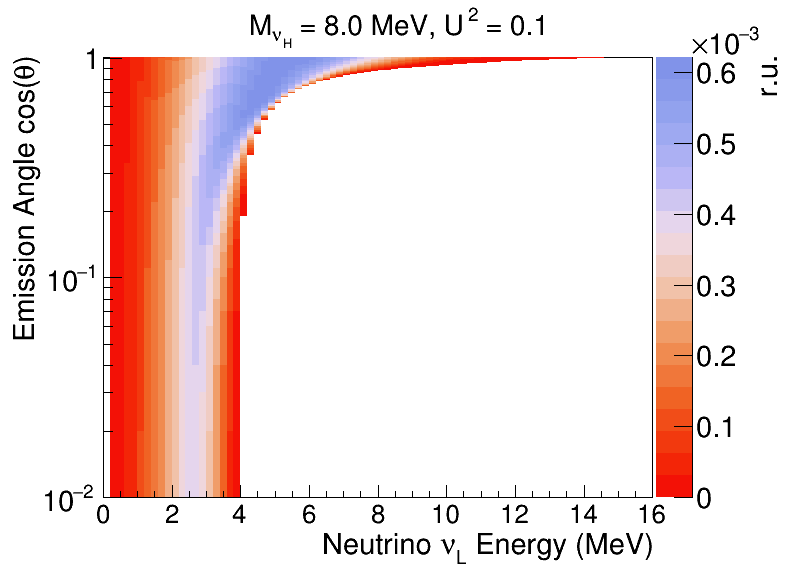 M_{ν_H} = 8.0 MeV, U² = 0.1
×10⁻³
r.u.
Emission Angle cos(θ)
1
10⁻¹
10⁻²
0 2 4 6 8 10 12 14 16
Neutrino ν_L Energy (MeV)
0.6
0.5
0.4
0.3
0.2
0.1
0